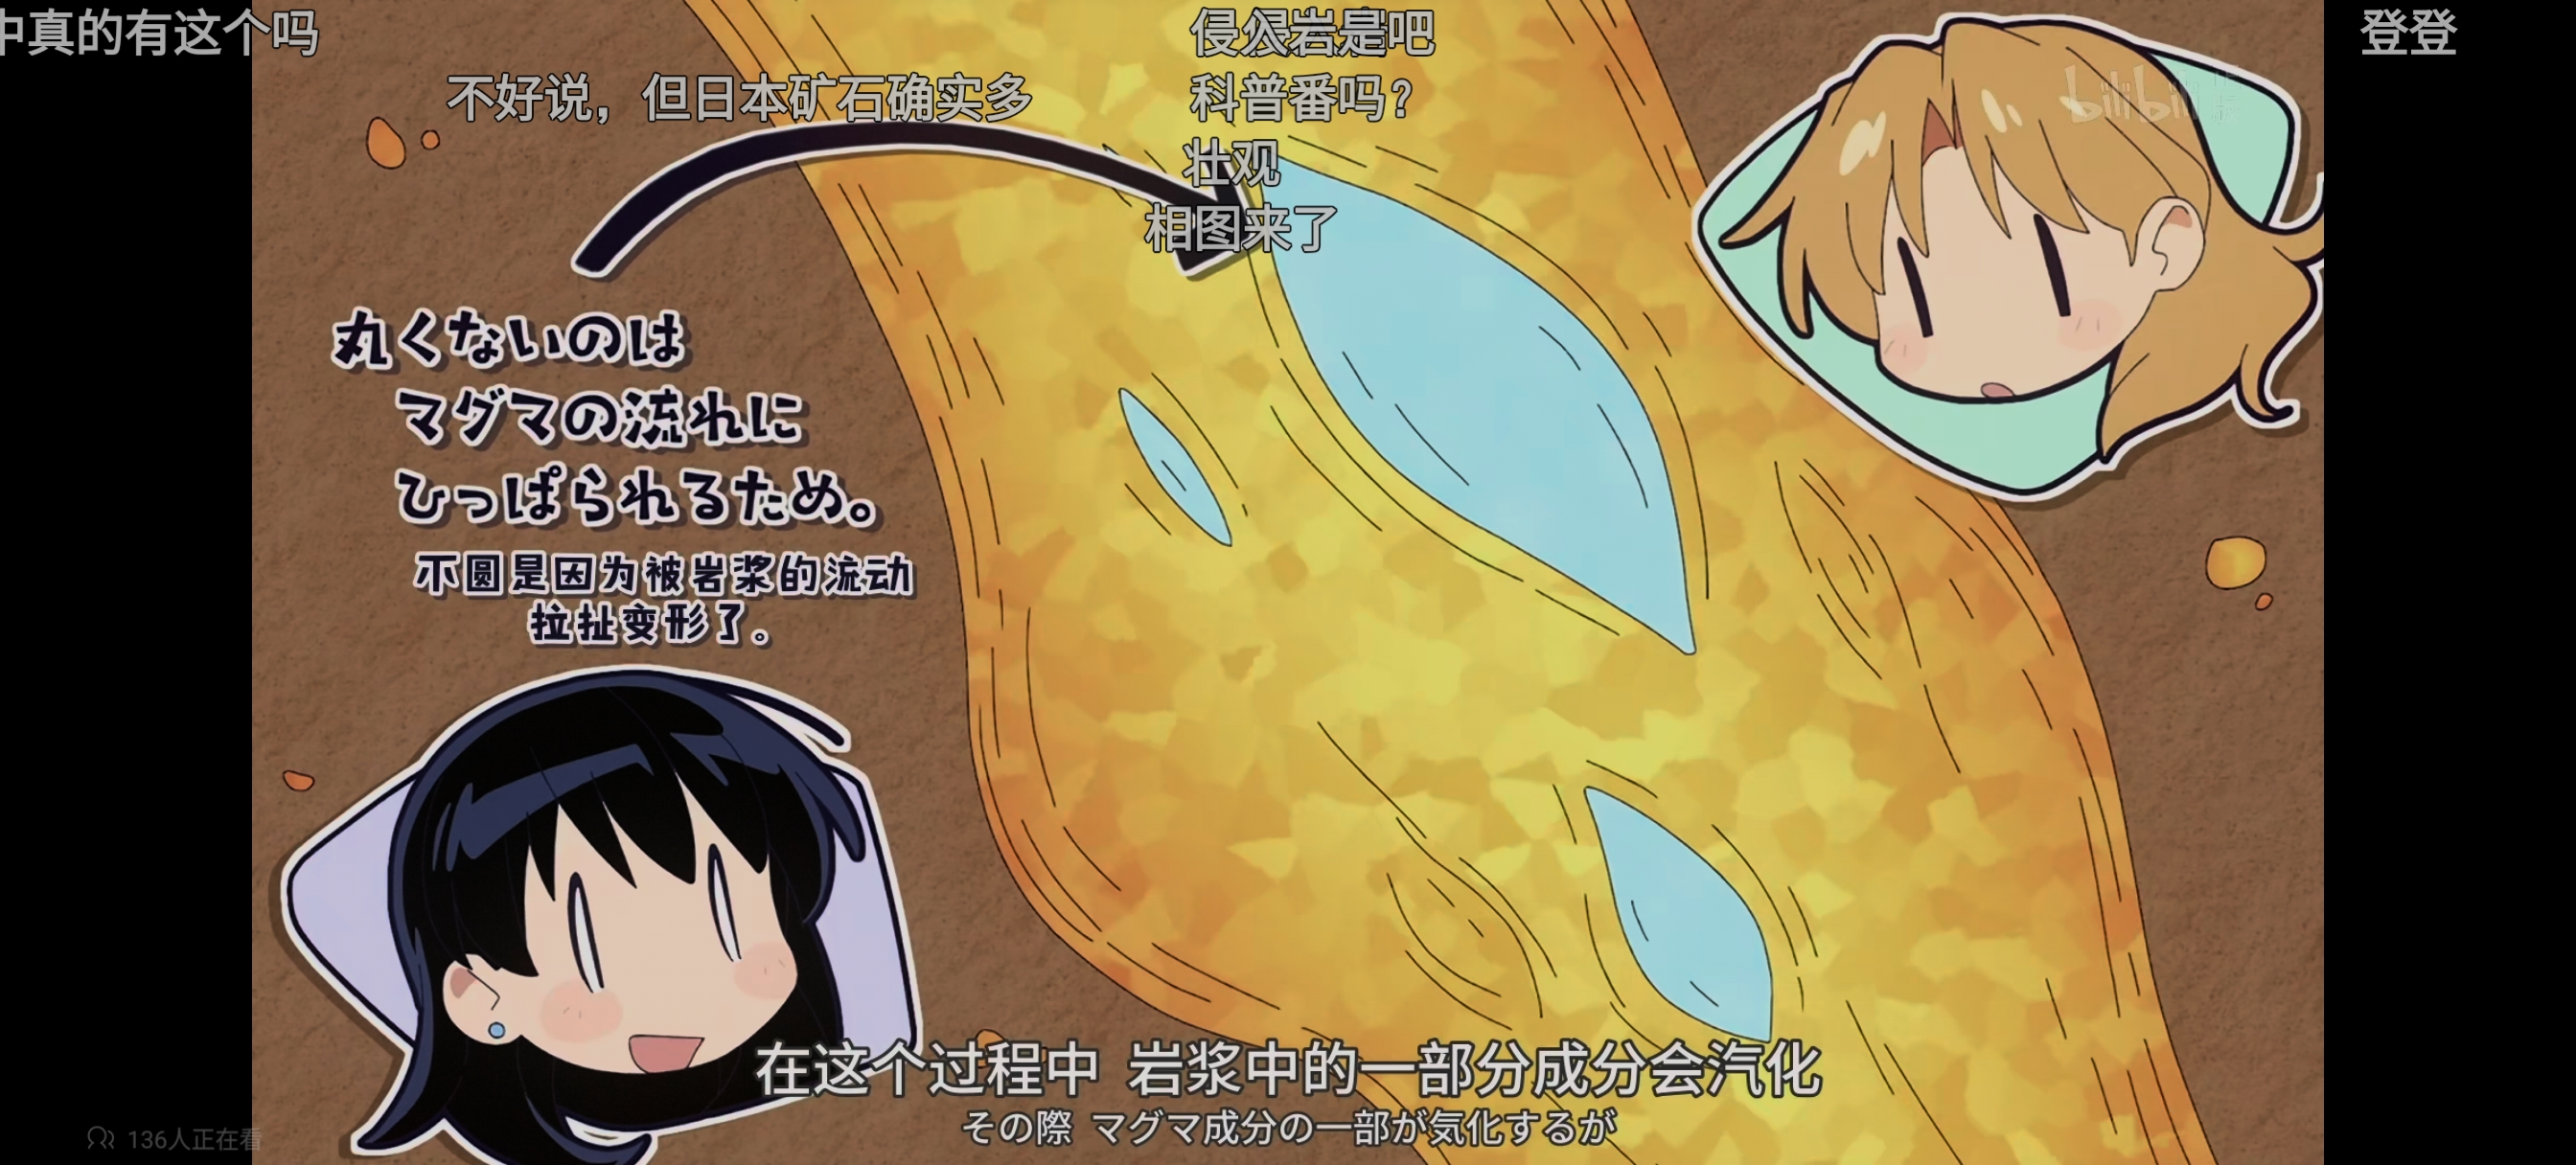 中真的有这个吗
侵入岩是吧
登登
不好说，但日本矿石确实多
科普番吗？
壮观
相图来了
bilibili
丸くないのは
マグマの流れに
ひっぱられるため。
不圆是因为被岩浆的流动
拉扯变形了。
在这个过程中 岩浆中的一部分成分会汽化
その際 マグマ成分の一部が気化するが
136人正在看